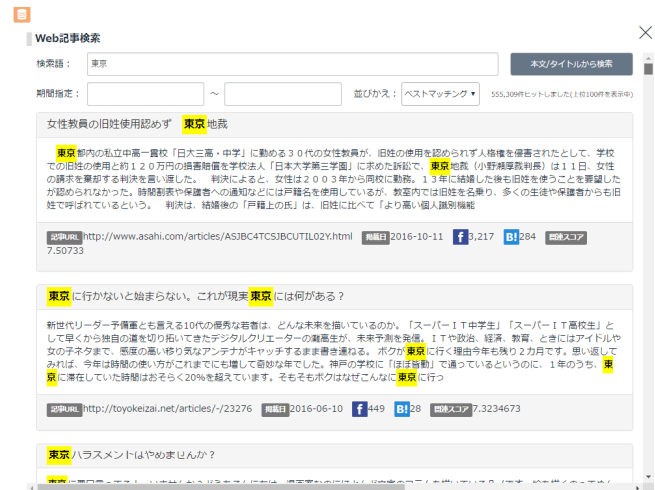 Web記事検索
検索語： 東京 本文/タイトルから検索
期間指定： ～ 並びかえ： ベストマッチング 555,309件ヒットしました(上位100件を表示中)
女性教員の旧姓使用認めず 東京地裁
東京都内の私立中高一貫校「日大三高・中学」に勤める３０代の女性教員が、旧姓の使用を認められず人格権を侵害されたとして、学校
での旧姓の使用と約１２０万円の損害賠償を学校法人「日本大学第三学園」に求めた訴訟で、東京地裁（小野瀬厚裁判長）は１１日、女性
の請求を棄却する判決を言い渡した。 判決によると、女性は２００３年から同校に勤務。１３年に結婚した後も旧姓を使うことを要望した
が認められなかった。時間割表や保護者への通知などには戸籍名を使用しているが、教室内では旧姓を名乗り、多くの生徒や保護者からも旧
姓で呼ばれているという。 判決は、結婚後の「戸籍上の氏」は、旧姓に比べて「より高い個人識別機能
記事URL http://www.asahi.com/articles/ASJBC4TCSJBCUTIL02Y.html 掲載日 2016-10-11 f 3,217 B! 284 関連スコア
7.50733
東京に行かないと始まらない。これが現実東京には何がある？
新世代リーダー予備軍とも言える10代の優秀な若者は、どんな未来を描いているのか。「スーパーＩＴ中学生」「スーパーＩＴ高校生」と
して早くから独自の道を切り拓いてきたデジタルクリエーターの灘高生が、未来予測を発信。ＩＴや政治、経済、教育、ときにはアイドルや
女の子ネタまで、感度の高い移り気なアンテナがキャッチするまま書き連ねる。 ボクが東京に行く理由今年も残り２カ月です。思い返して
みれば、今年は時間の使い方がこれまでにも増して奇妙な年でした。神戸の学校に「ほぼ皆勤」で通っているというのに、１年のうち、東
京に滞在していた時間はおそらく20%を超えています。そもそもボクはなぜこんなに東京に行っ
記事URL http://toyokeizai.net/articles/-/23276 掲載日 2016-06-10 f 449 B! 28 関連スコア 7.3234673
東京ハラスメントはやめませんか？